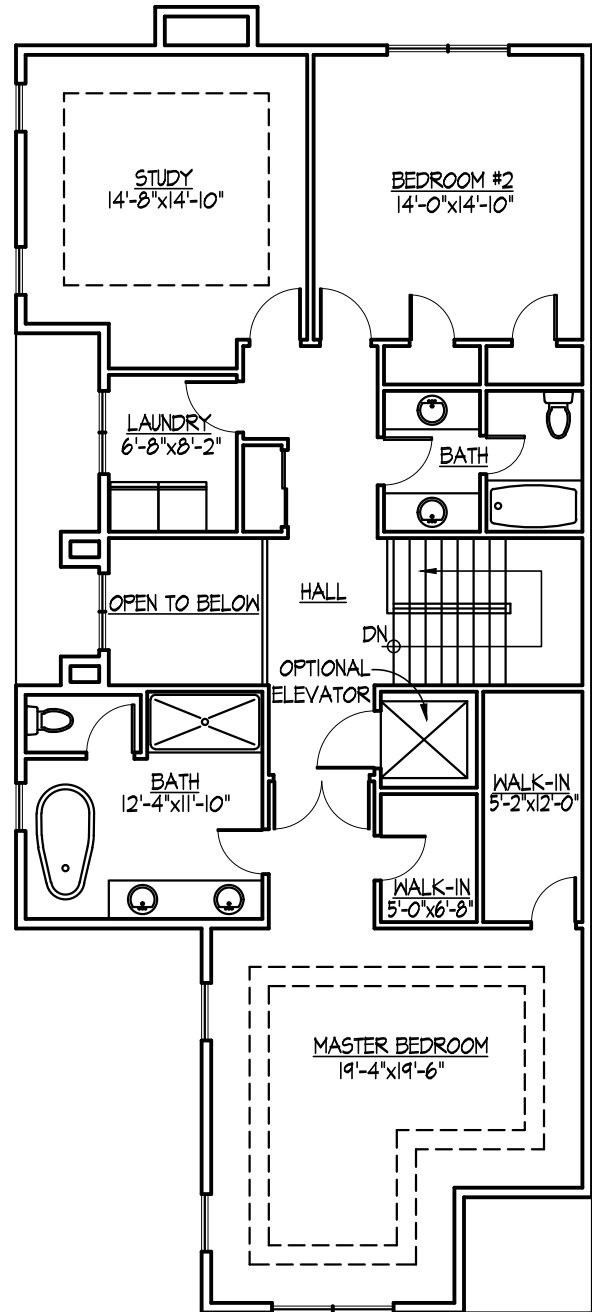 STUDY
14'-8"x14'-10"
BEDROOM #2
14'-0"x14'-10"
LAUNDRY
6'-8"x8'-2"
BATH
OPEN TO BELOW
HALL
DN
OPTIONAL
ELEVATOR
BATH
12'-4"x11'-10"
WALK-IN
5'-2"x12'-0"
WALK-IN
5'-0"x6'-8"
MASTER BEDROOM
19'-4"x19'-6"